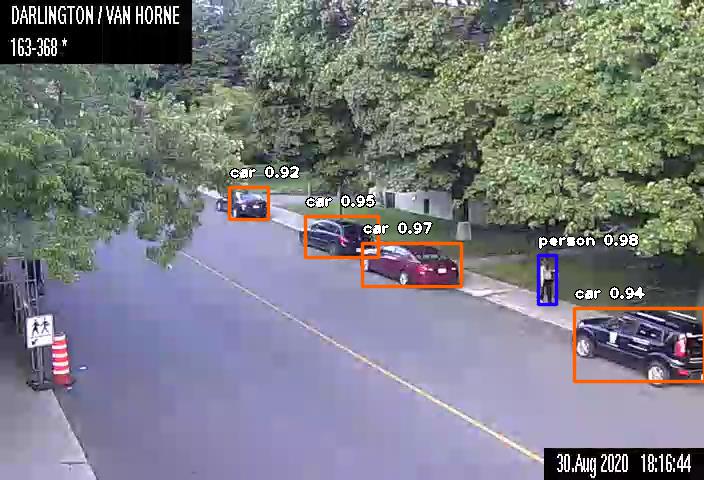 DARLINGTON / VAN HORNE
163-368 *
car 0.92
car 0.95
car 0.97
person 0.98
car 0.94
30.Aug 2020 18:16:44